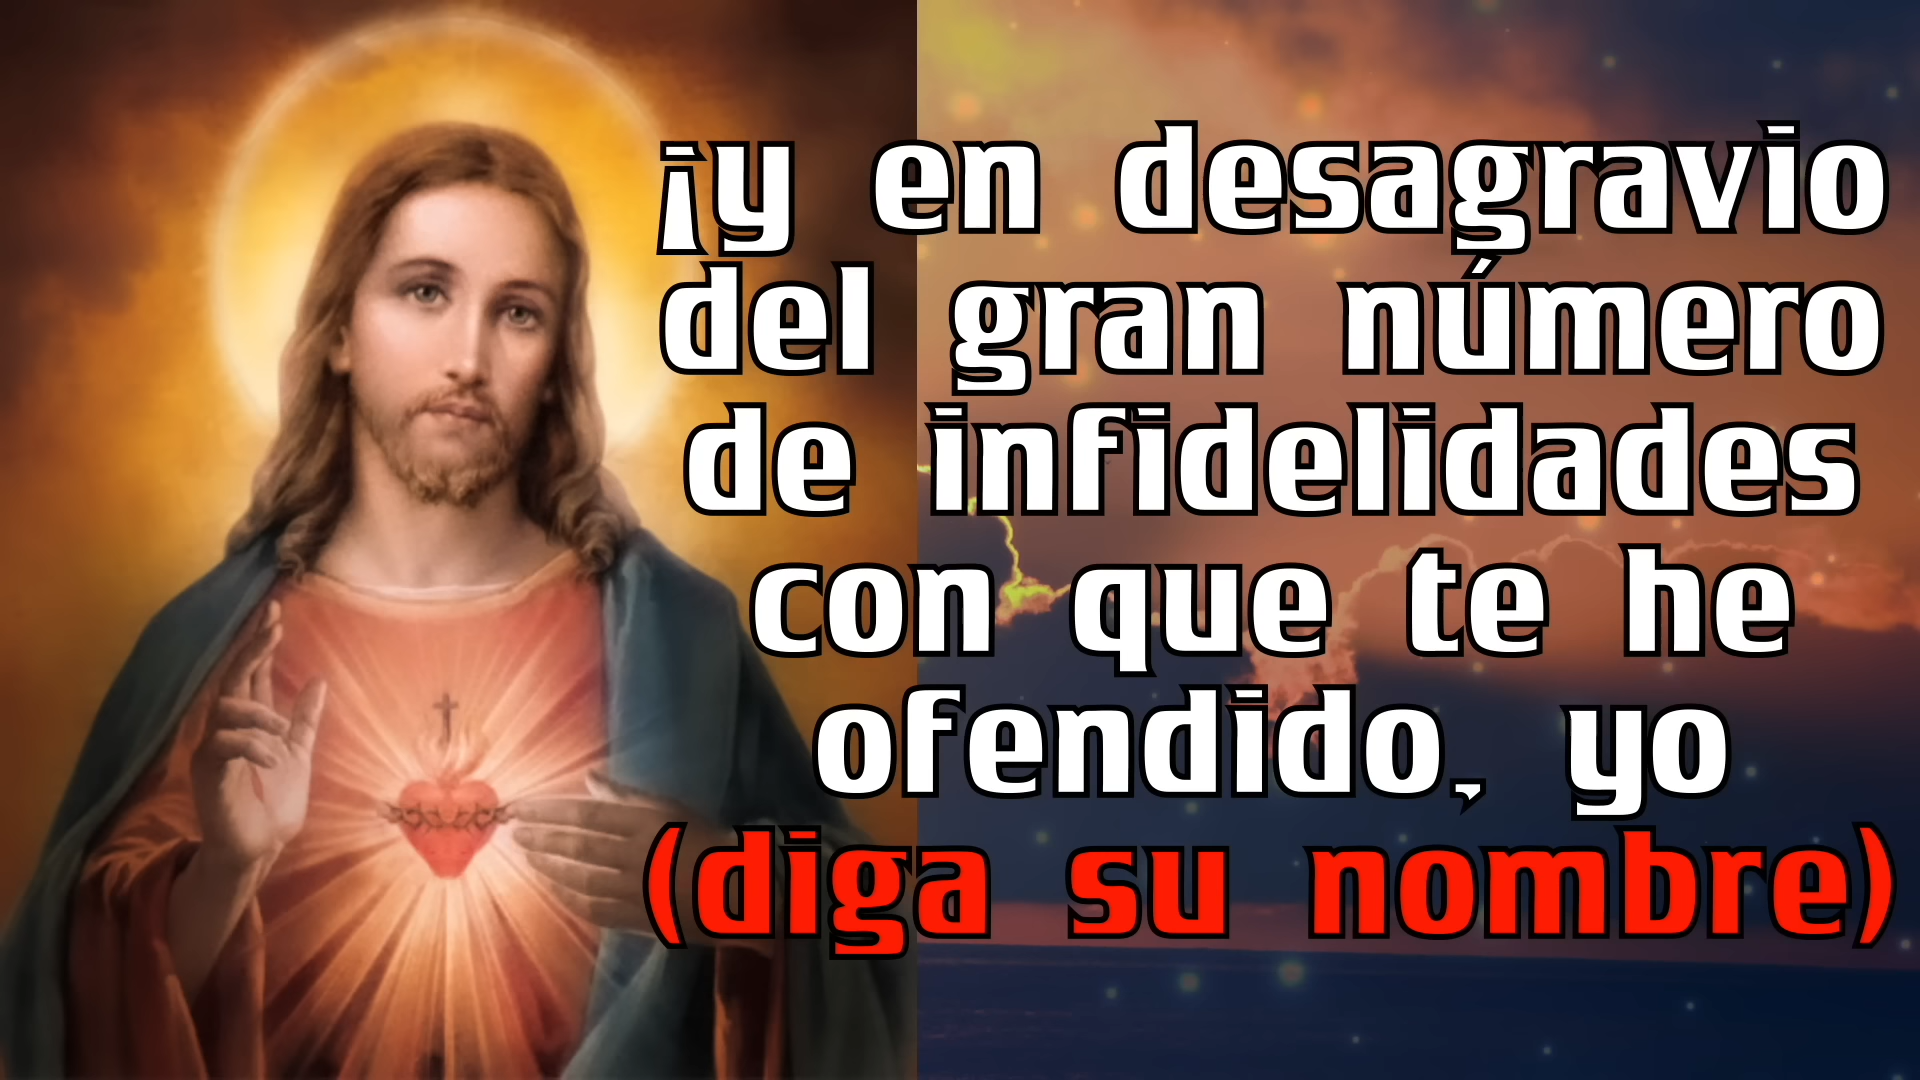 ¡y en desagravio
del gran número
de infidelidades
con que te he
ofendido, yo
(diga su nombre)